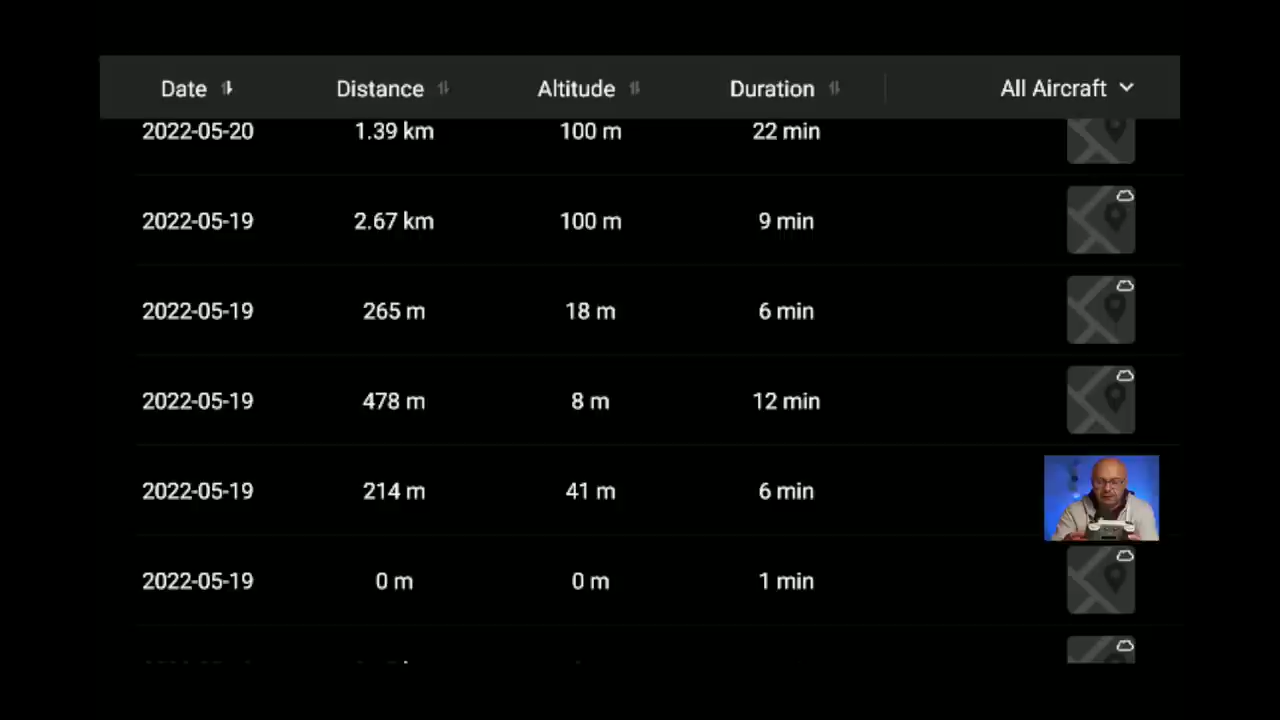 Date Distance Altitude Duration All Aircraft
2022-05-20 1.39 km 100 m 22 min
2022-05-19 2.67 km 100 m 9 min
2022-05-19 265 m 18 m 6 min
2022-05-19 478 m 8 m 12 min
2022-05-19 214 m 41 m 6 min
2022-05-19 0 m 0 m 1 min